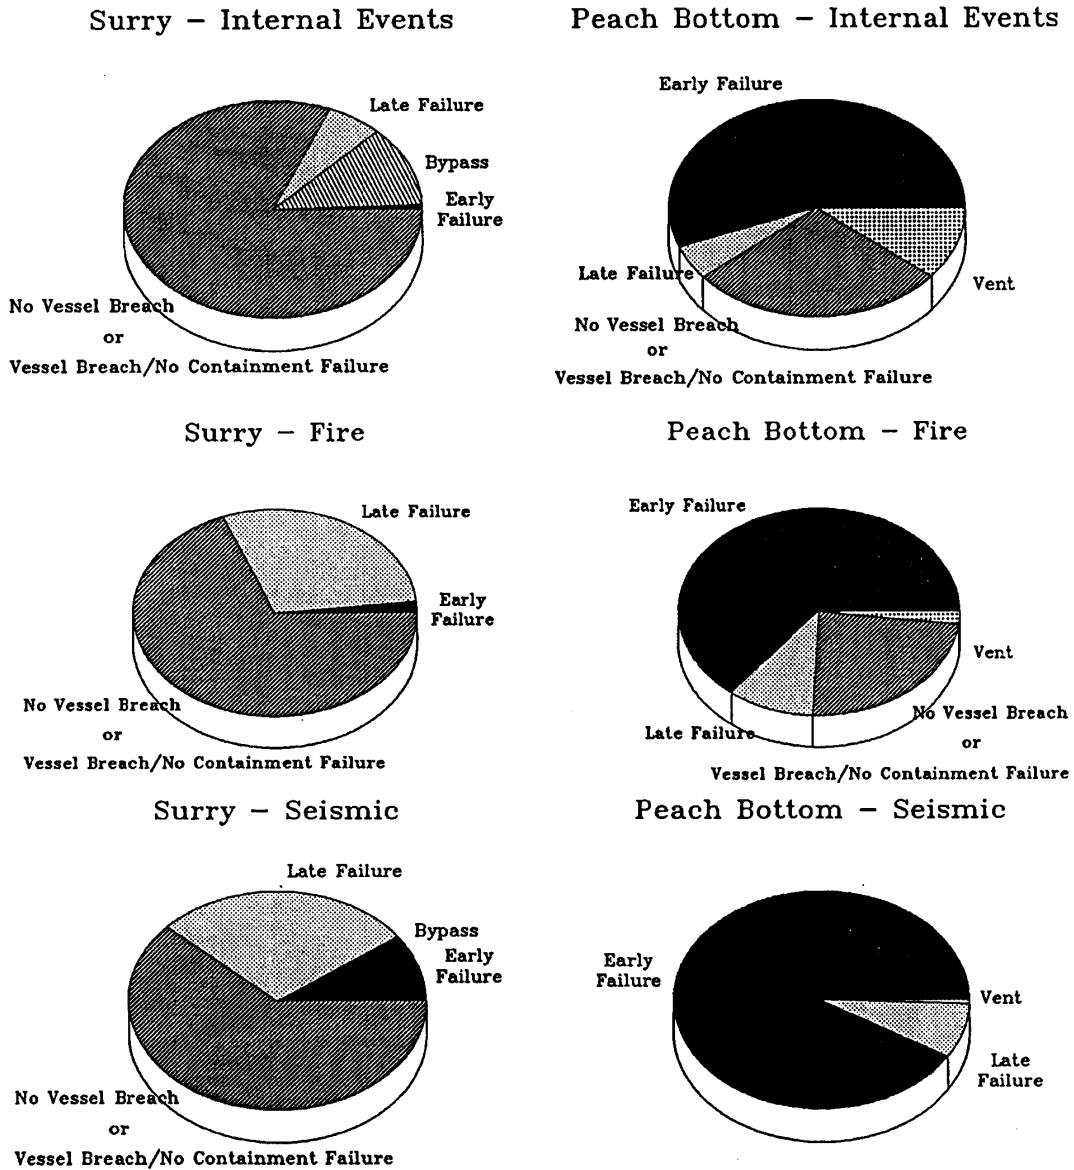 Surry – Internal Events
Late Failure
Bypass
Early
Failure
No Vessel Breach
or
Vessel Breach/No Containment Failure
Peach Bottom – Internal Events
Early Failure
Late Failure
Vent
No Vessel Breach
or
Vessel Breach/No Containment Failure
Surry – Fire
Late Failure
Early
Failure
No Vessel Breach
or
Vessel Breach/No Containment Failure
Peach Bottom – Fire
Early Failure
Vent
Late Failure
No Vessel Breach
or
Vessel Breach/No Containment Failure
Surry – Seismic
Late Failure
Bypass
Early
Failure
No Vessel Breach
or
Vessel Breach/No Containment Failure
Peach Bottom – Seismic
Early
Failure
Vent
Late
Failure